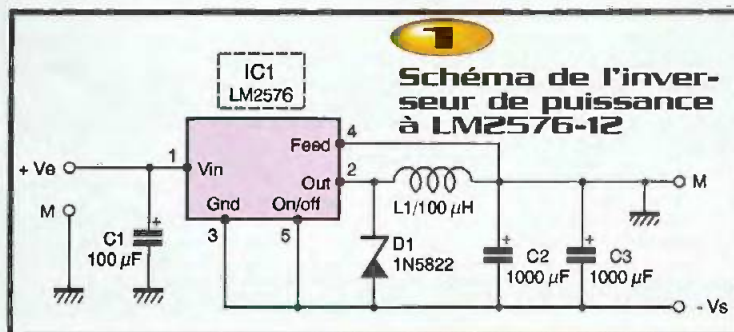 1
Schéma de l'inver-
seur de puissance
à LM2576-12
IC1
LM2576
+ Ve
M
1
Vin
Feed
4
Out
2
Gnd
On/off
3
5
C1
100 µF
L1/100 µH
D1
1N5822
C2
1000 µF
C3
1000 µF
M
- Vs